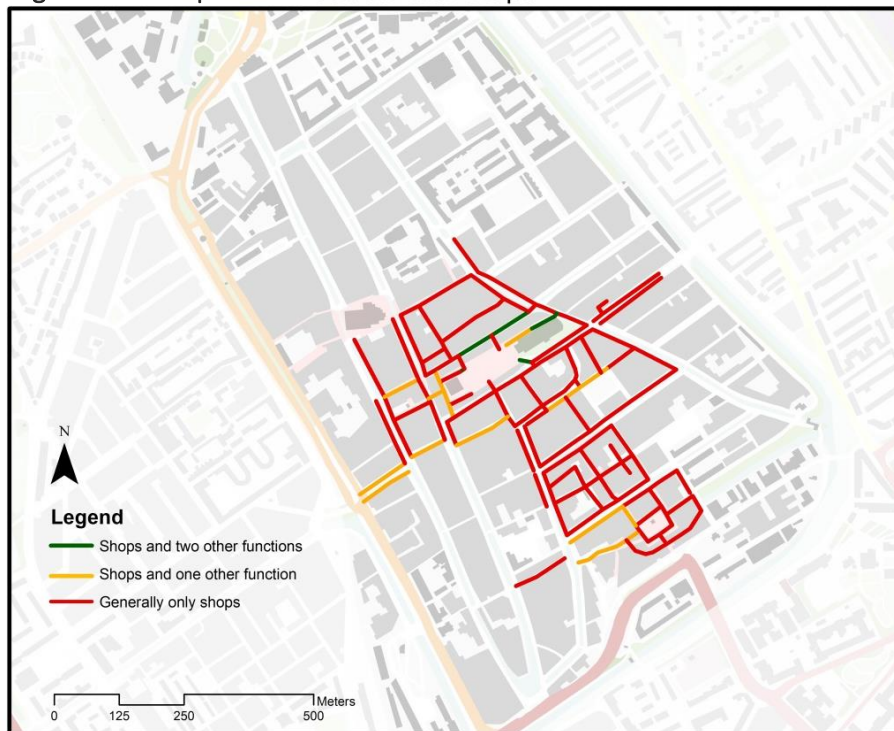 N
Legend
Shops and two other functions
Shops and one other function
Generally only shops
Meters
0 125 250 500